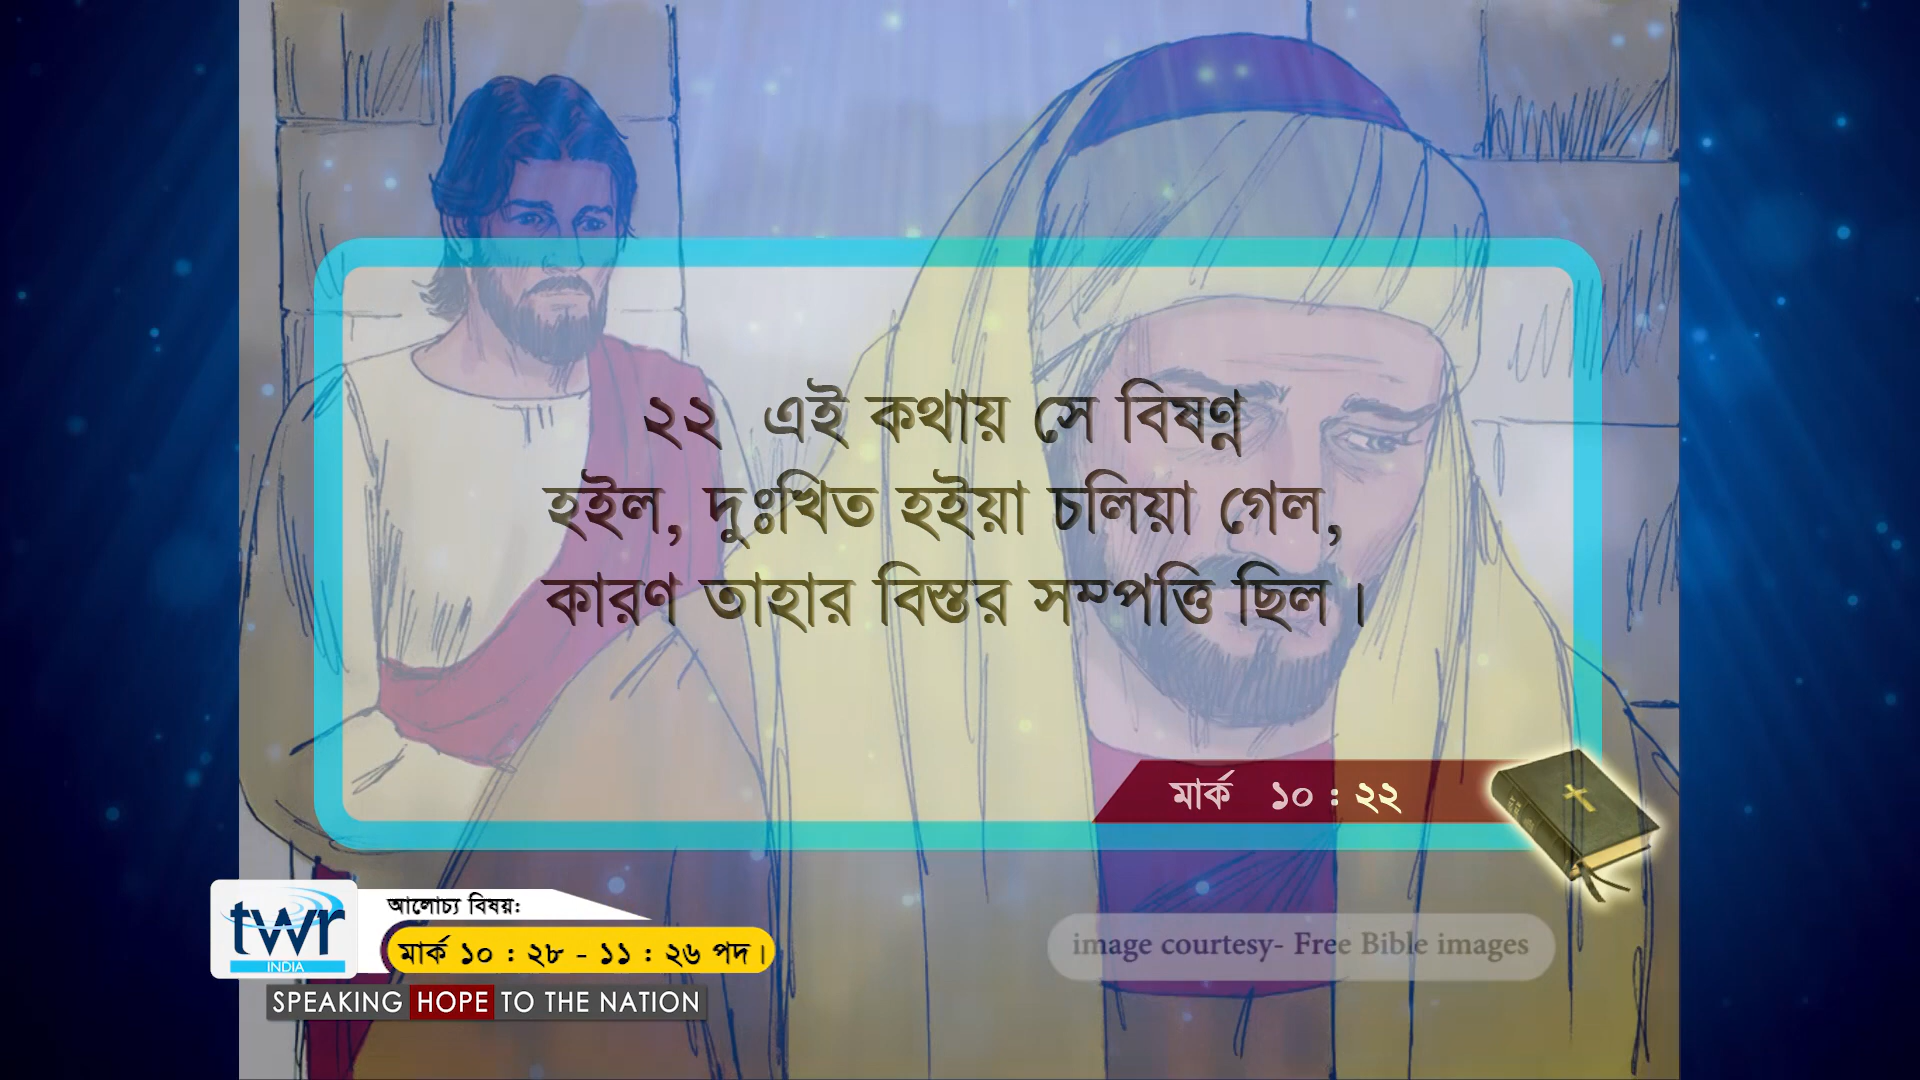 ২২ এই কথায় সে বিষণ্ণ
হইল, দুঃখিত হইয়া চলিয়া গেল,
কারণ তাহার বিস্তর সম্পত্তি ছিল।
মার্ক ১০ : ২২
twr
INDIA
আলোচ্য বিষয়:
মার্ক ১০ : ২৮ - ১১ : ২৬ পদ।
SPEAKING HOPE TO THE NATION
image courtesy- Free Bible images